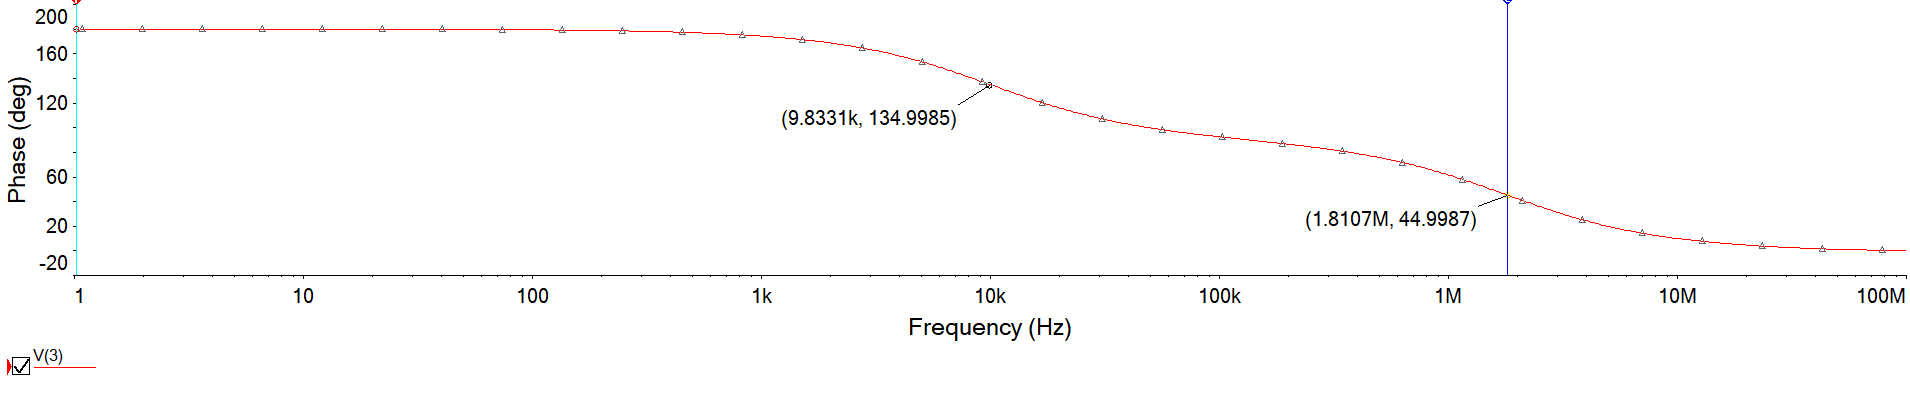 200
160
120
60
20
-20
Phase (deg)
(9.8331k, 134.9985)
(1.8107M, 44.9987)
1 10 100 1k 10k 100k 1M 10M 100M
Frequency (Hz)
V(3)